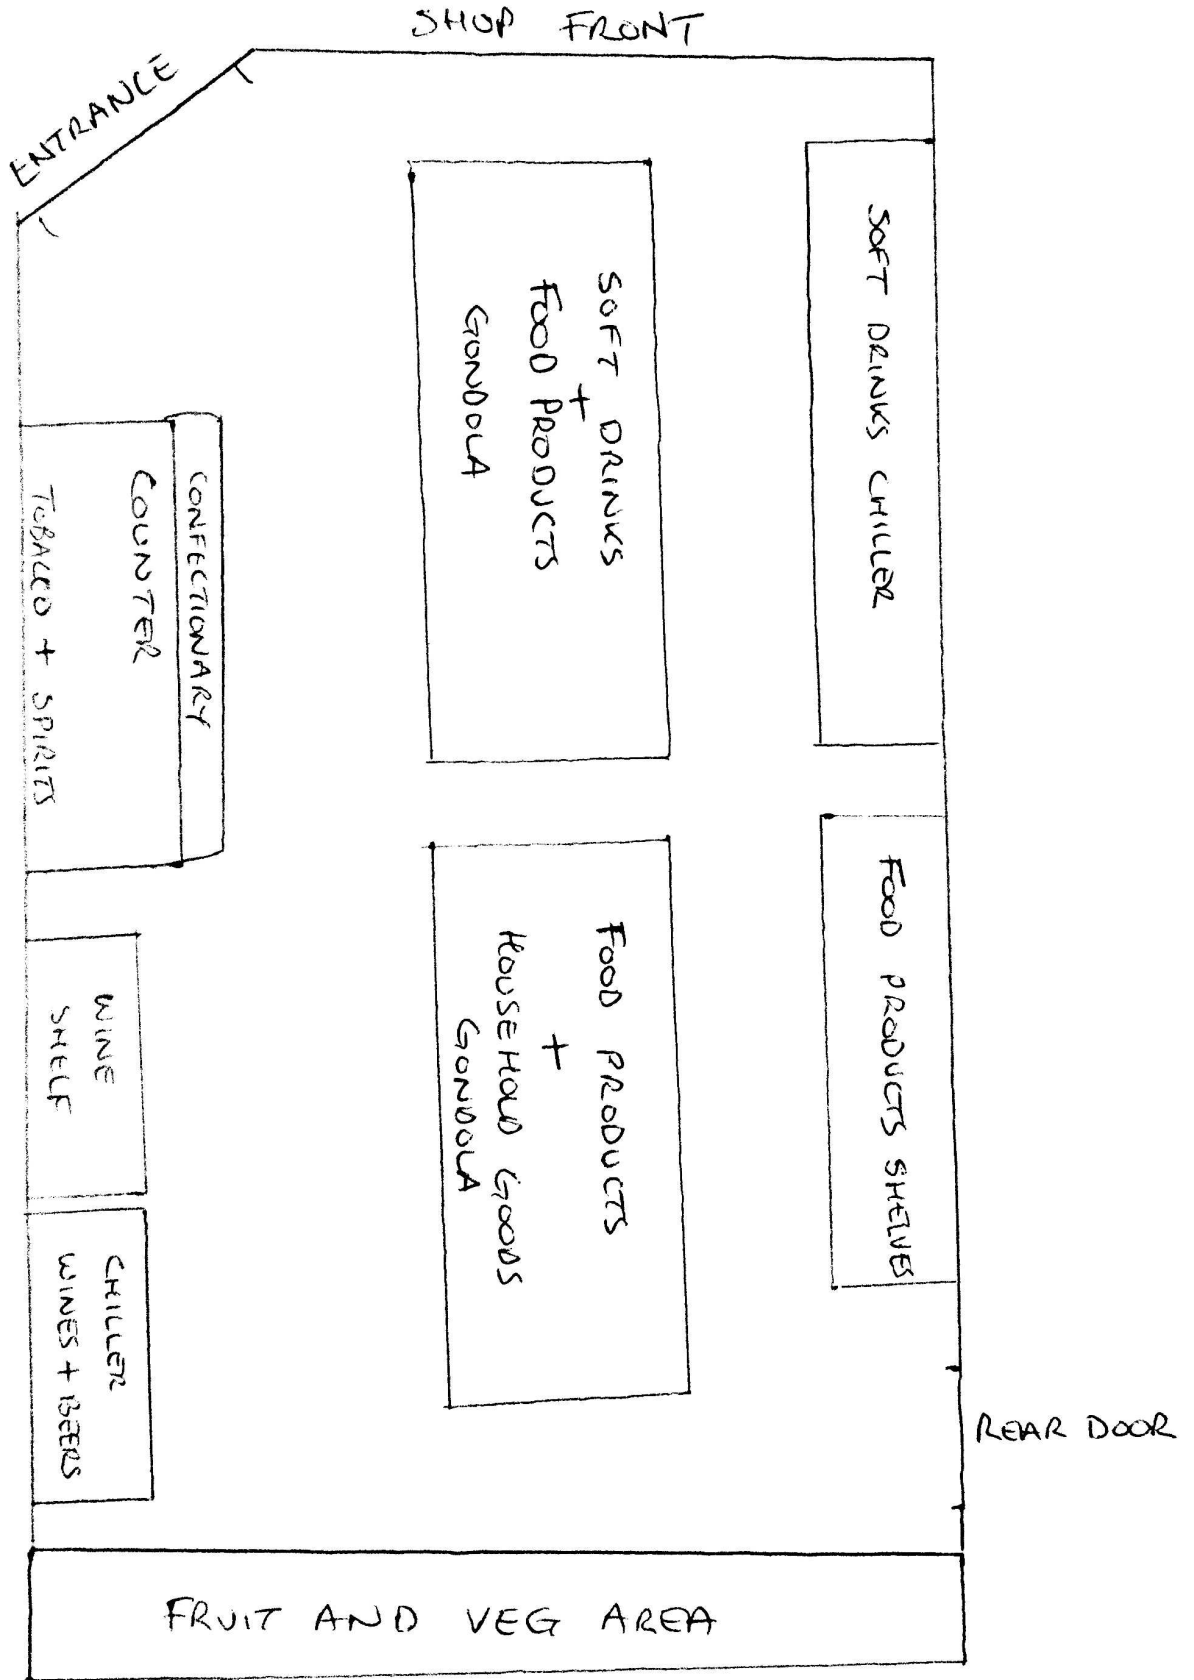 SHOP FRONT
ENTRANCE
SOFT DRINKS CHILLER
SOFT DRINKS
+
FOOD PRODUCTS
GONDOLA
CONFECTIONARY
COUNTER
TOBACCO + SPIRITS
FOOD PRODUCTS SHELVES
FOOD PRODUCTS
+
HOUSEHOLD GOODS
GONDOLA
WINE
SHELF
CHILLER
WINES + BEERS
REAR DOOR
FRUIT AND VEG AREA